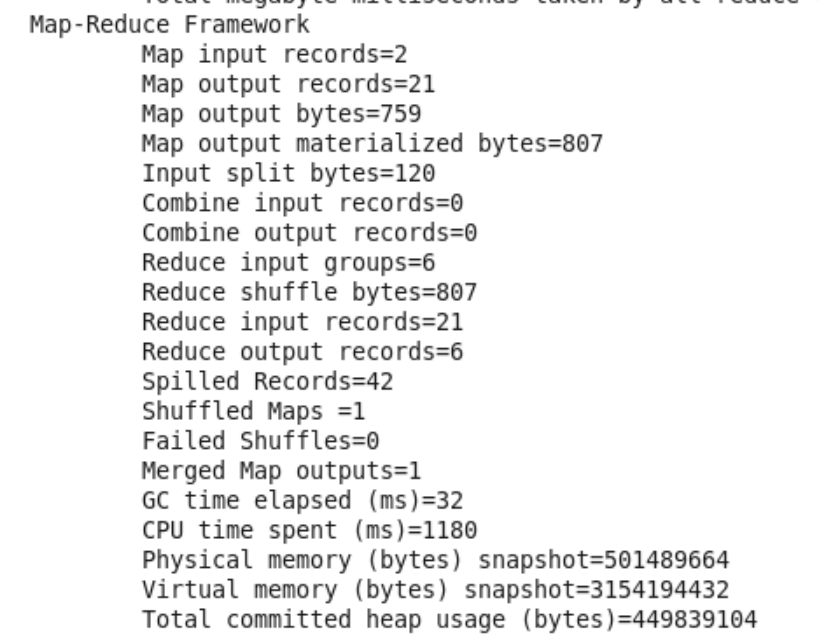 Total megabyte-milliseconds taken by all reduce
Map-Reduce Framework
Map input records=2
Map output records=21
Map output bytes=759
Map output materialized bytes=807
Input split bytes=120
Combine input records=0
Combine output records=0
Reduce input groups=6
Reduce shuffle bytes=807
Reduce input records=21
Reduce output records=6
Spilled Records=42
Shuffled Maps =1
Failed Shuffles=0
Merged Map outputs=1
GC time elapsed (ms)=32
CPU time spent (ms)=1180
Physical memory (bytes) snapshot=501489664
Virtual memory (bytes) snapshot=3154194432
Total committed heap usage (bytes)=449839104